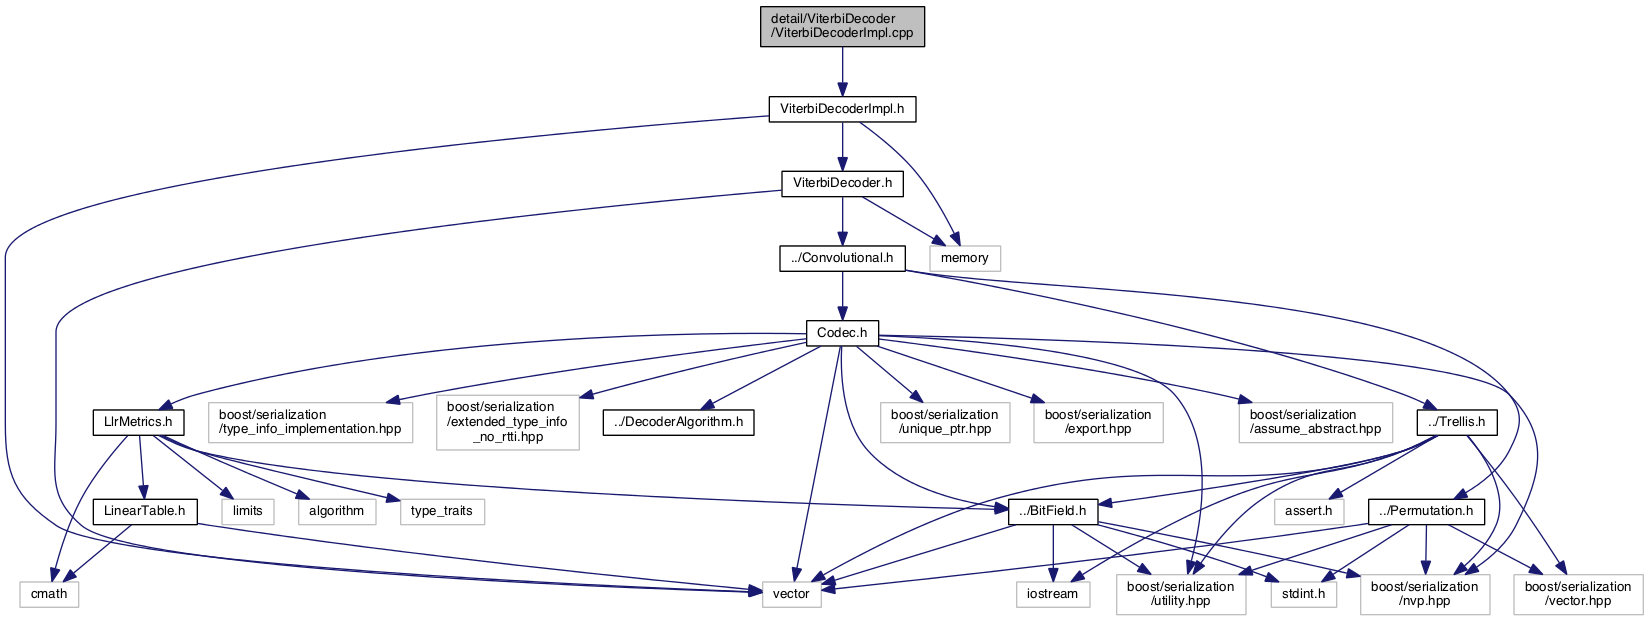 detail/ViterbiDecoder
/ViterbiDecoderImpl.cpp
ViterbiDecoderImpl.h
ViterbiDecoder.h
../Convolutional.h
memory
Codec.h
LlrMetrics.h
boost/serialization
/type_info_implementation.hpp
boost/serialization
/extended_type_info
_no_rtti.hpp
../DecoderAlgorithm.h
boost/serialization
/unique_ptr.hpp
boost/serialization
/export.hpp
boost/serialization
/assume_abstract.hpp
../Trellis.h
LinearTable.h
limits
algorithm
type_traits
../BitField.h
assert.h
../Permutation.h
cmath
vector
iostream
boost/serialization
/utility.hpp
stdint.h
boost/serialization
/nvp.hpp
boost/serialization
/vector.hpp